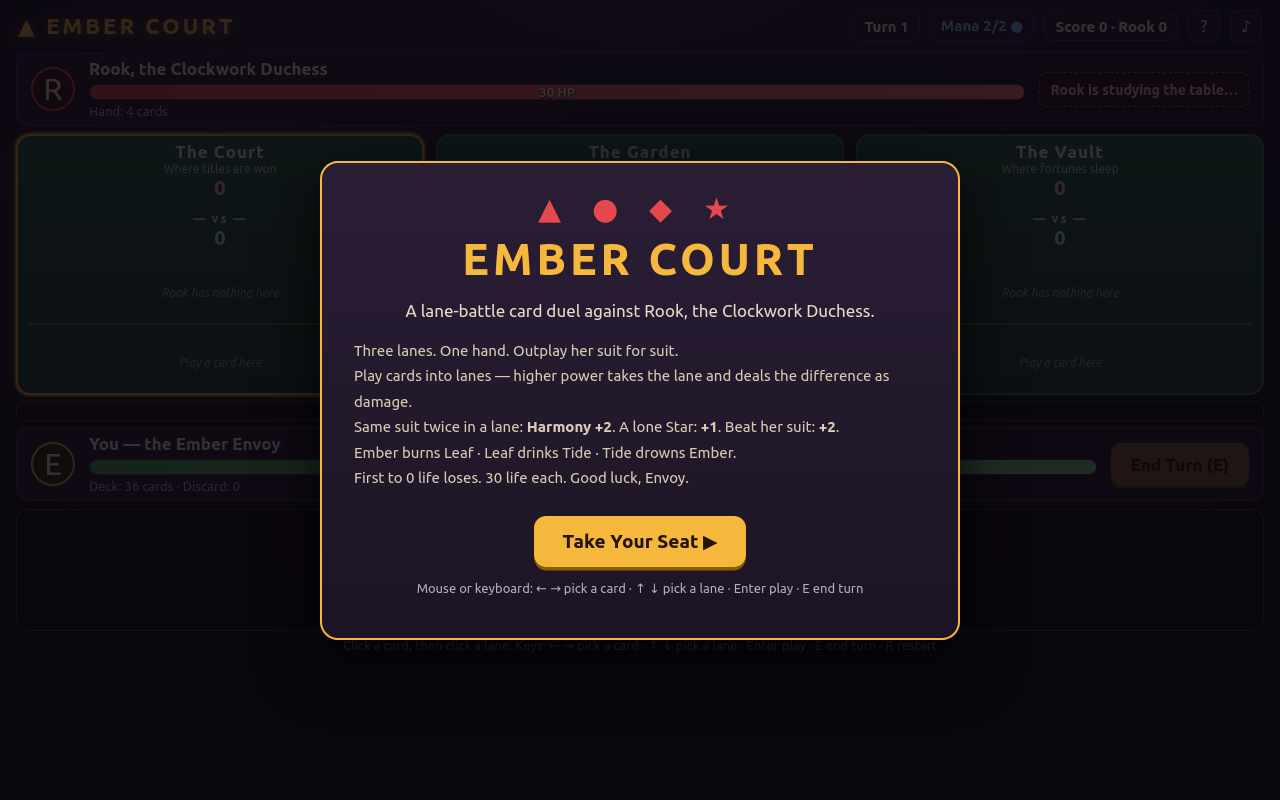 ▲ EMBER COURT
Turn 1
Mana 2/2
Score 0 · Rook 0
?
♪
R
Rook, the Clockwork Duchess
30 HP
Hand: 4 cards
Rook is studying the table...
The Court
Where titles are won
0
— vs —
0
Rook has nothing here
Play a card here
The Garden
The Vault
Where fortunes sleep
0
— vs —
0
Rook has nothing here
Play a card here
▲ ● ◆ ★
EMBER COURT
A lane-battle card duel against Rook, the Clockwork Duchess.
Three lanes. One hand. Outplay her suit for suit.
Play cards into lanes — higher power takes the lane and deals the difference as
damage.
Same suit twice in a lane: Harmony +2. A lone Star: +1. Beat her suit: +2.
Ember burns Leaf · Leaf drinks Tide · Tide drowns Ember.
First to 0 life loses. 30 life each. Good luck, Envoy.
Take Your Seat ▶
Mouse or keyboard: ← → pick a card · ↑ ↓ pick a lane · Enter play · E end turn
E
You — the Ember Envoy
Deck: 36 cards · Discard: 0
End Turn (E)
Click a card, then click a lane. Keys: ← → pick a card · ↑ ↓ pick a lane · Enter play · E end turn · R restart